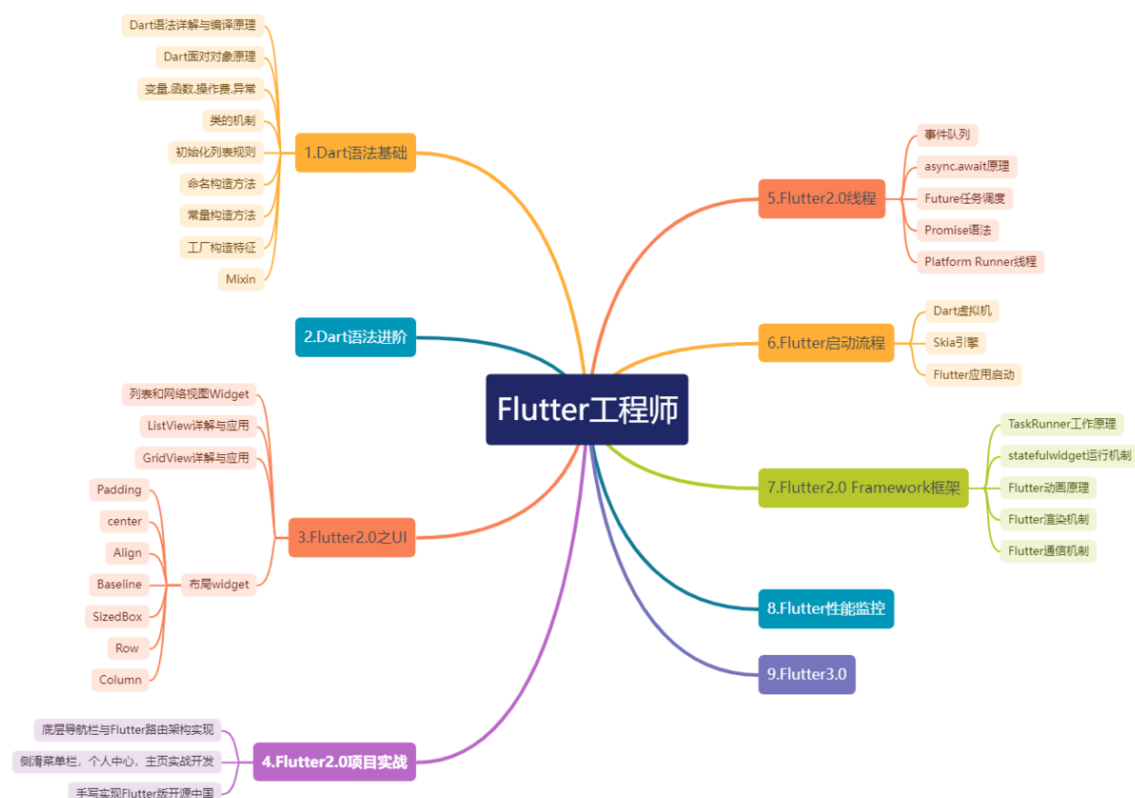 Flutter工程师
1.Dart语法基础
Dart语法详解与编译原理
Dart面对对象原理
变量,函数,操作费,异常
类的机制
初始化列表规则
命名构造方法
常量构造方法
工厂构造特征
Mixin
2.Dart语法进阶
3.Flutter2.0之UI
列表和网络视图Widget
ListView详解与应用
GridView详解与应用
布局widget
Padding
center
Align
Baseline
SizedBox
Row
Column
4.Flutter2.0项目实战
底层导航栏与Flutter路由架构实现
侧滑菜单栏，个人中心，主页实战开发
手写实现Flutter版开源中国
5.Flutter2.0线程
事件队列
async.await原理
Future任务调度
Promise语法
Platform Runner线程
6.Flutter启动流程
Dart虚拟机
Skia引擎
Flutter应用启动
7.Flutter2.0 Framework框架
TaskRunner工作原理
statefulwidget运行机制
Flutter动画原理
Flutter渲染机制
Flutter通信机制
8.Flutter性能监控
9.Flutter3.0